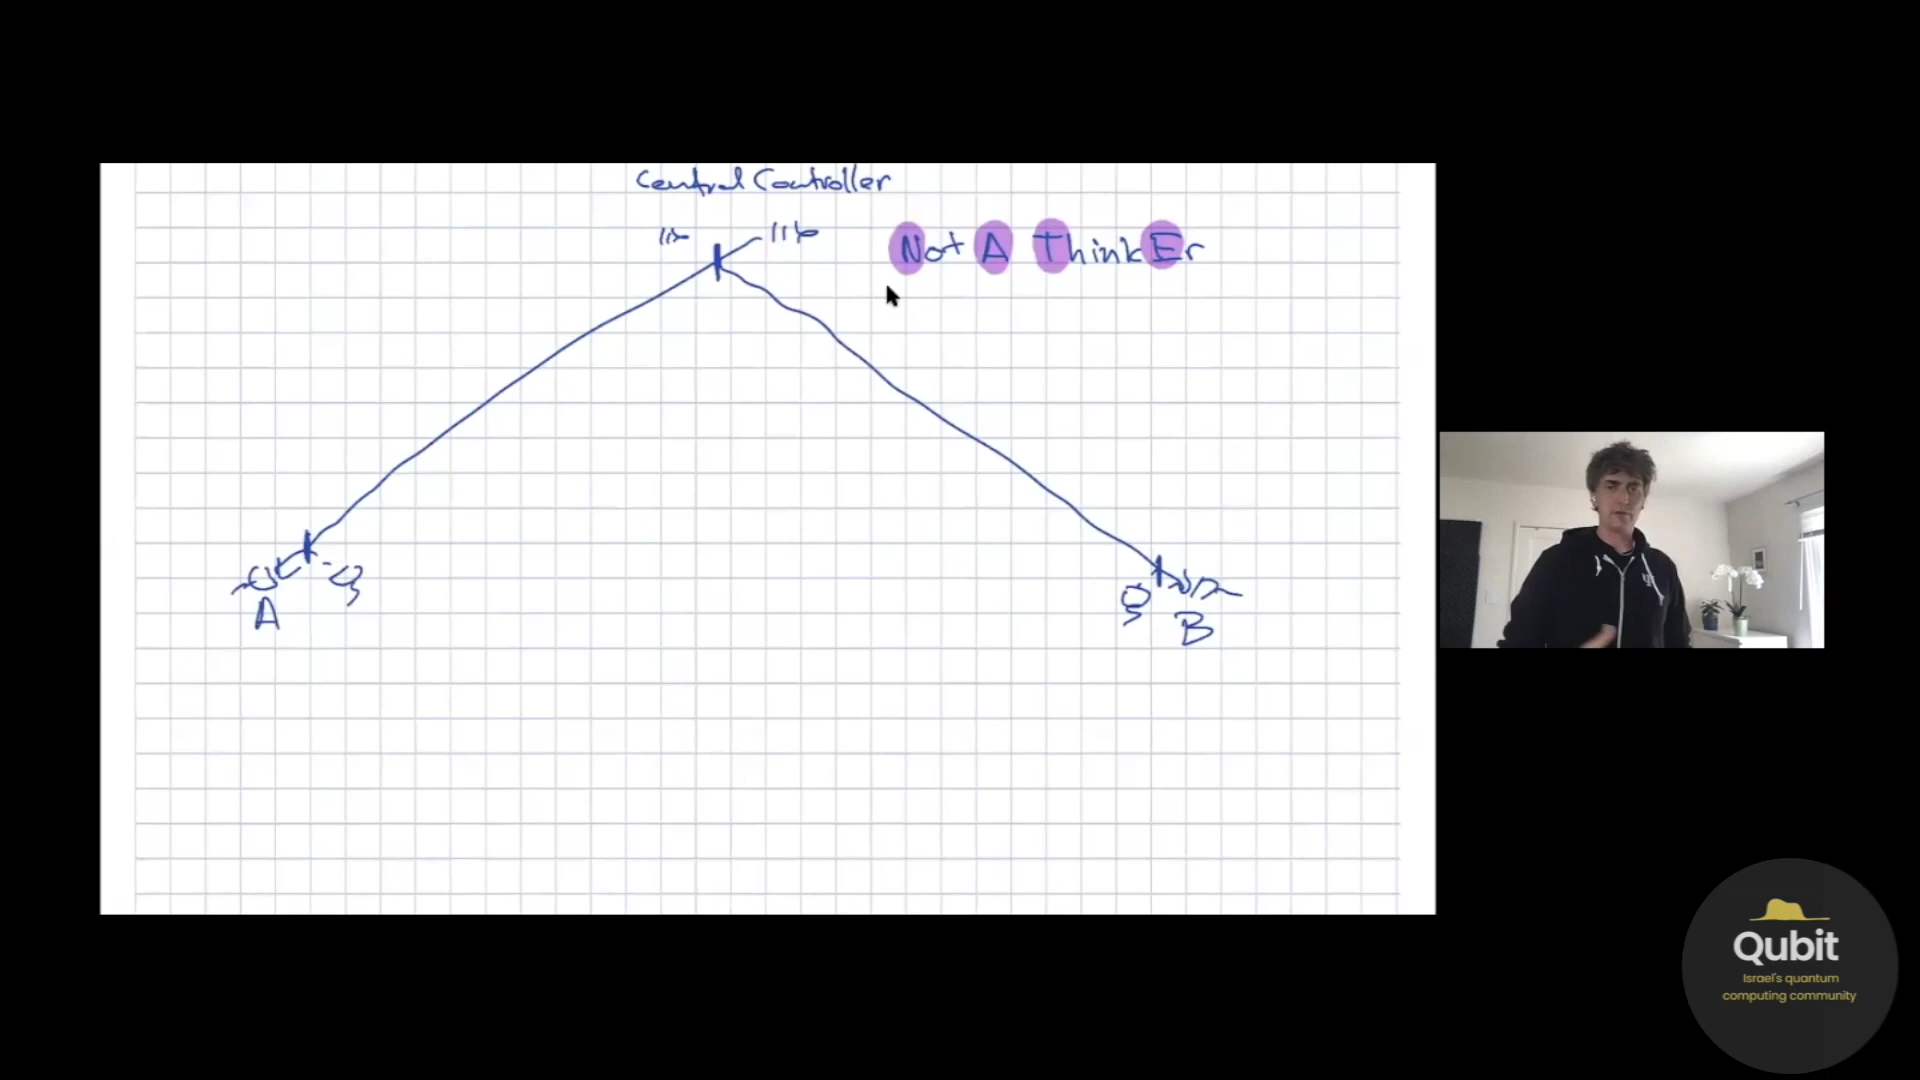 Central Controller
Not A ThinkEr
A
B
Qubit
Israel's quantum
computing community